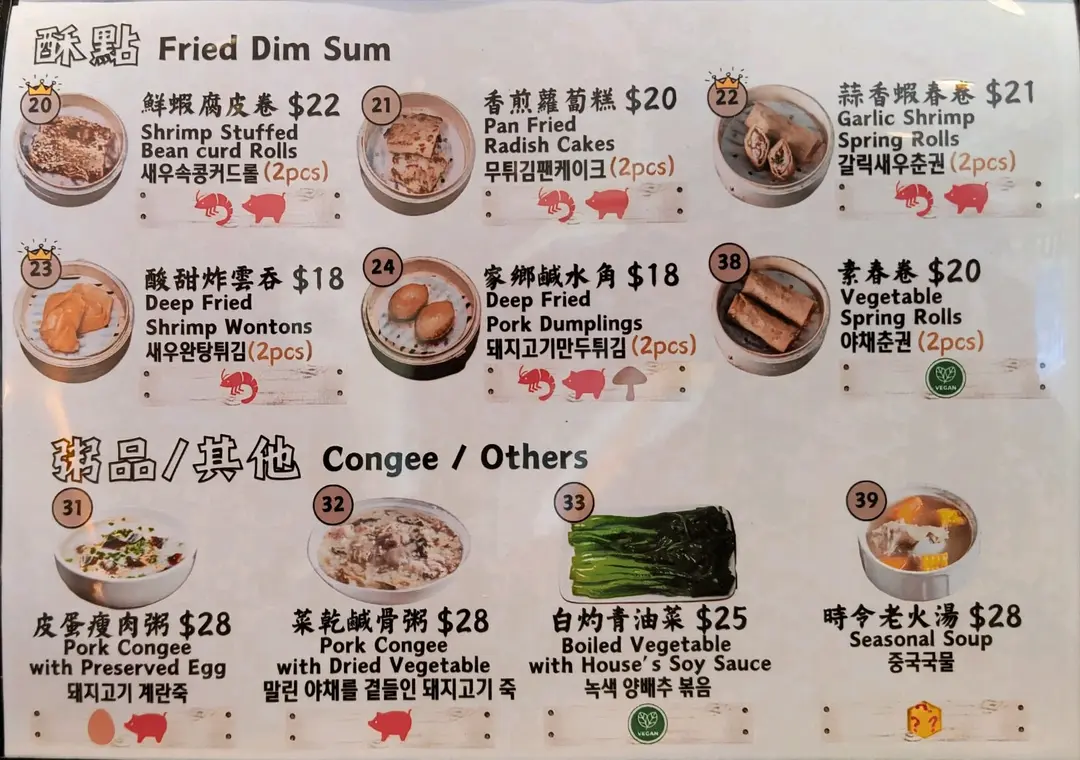 酥點 Fried Dim Sum
20
鮮蝦腐皮卷 $22
Shrimp Stuffed
Bean curd Rolls
새우속콩커드롤 (2pcs)
21
香煎蘿蔔糕 $20
Pan Fried
Radish Cakes
무튀김팬케이크 (2pcs)
22
蒜香蝦春卷 $21
Garlic Shrimp
Spring Rolls
갈릭새우춘권 (2pcs)
23
酸甜炸雲吞 $18
Deep Fried
Shrimp Wontons
새우완탕튀김 (2pcs)
24
家鄉鹹水角 $18
Deep Fried
Pork Dumplings
돼지고기만두튀김 (2pcs)
38
素春卷 $20
Vegetable
Spring Rolls
야채춘권 (2pcs)
VEGAN
粥品/其他 Congee / Others
31
皮蛋瘦肉粥 $28
Pork Congee
with Preserved Egg
돼지고기 계란죽
32
菜乾鹹骨粥 $28
Pork Congee
with Dried Vegetable
말린 야채를 곁들인 돼지고기 죽
33
白灼青油菜 $25
Boiled Vegetable
with House's Soy Sauce
녹색 양배추 볶음
VEGAN
39
時令老火湯 $28
Seasonal Soup
중국국물
? ?